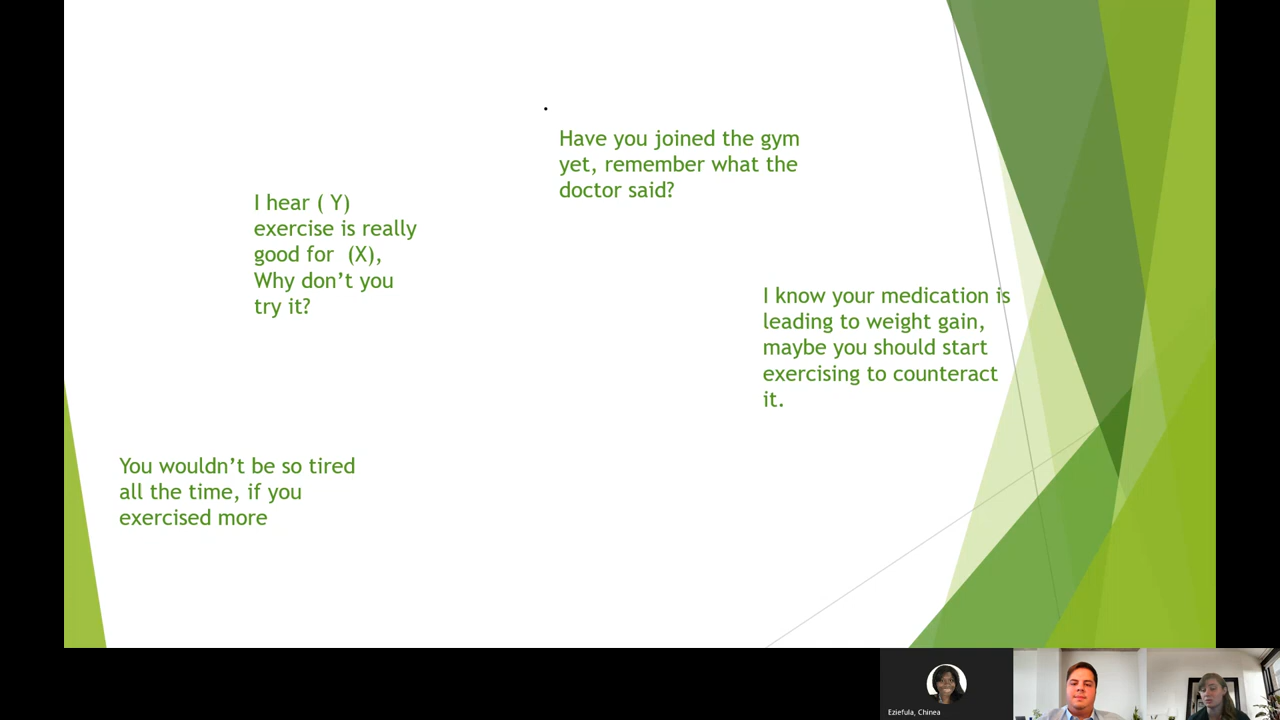 Have you joined the gym
yet, remember what the
doctor said?
I hear ( Y)
exercise is really
good for  (X),
Why don’t you
try it?
I know your medication is
leading to weight gain,
maybe you should start
exercising to counteract
it.
You wouldn’t be so tired
all the time, if you
exercised more
Eziefula, Chinea